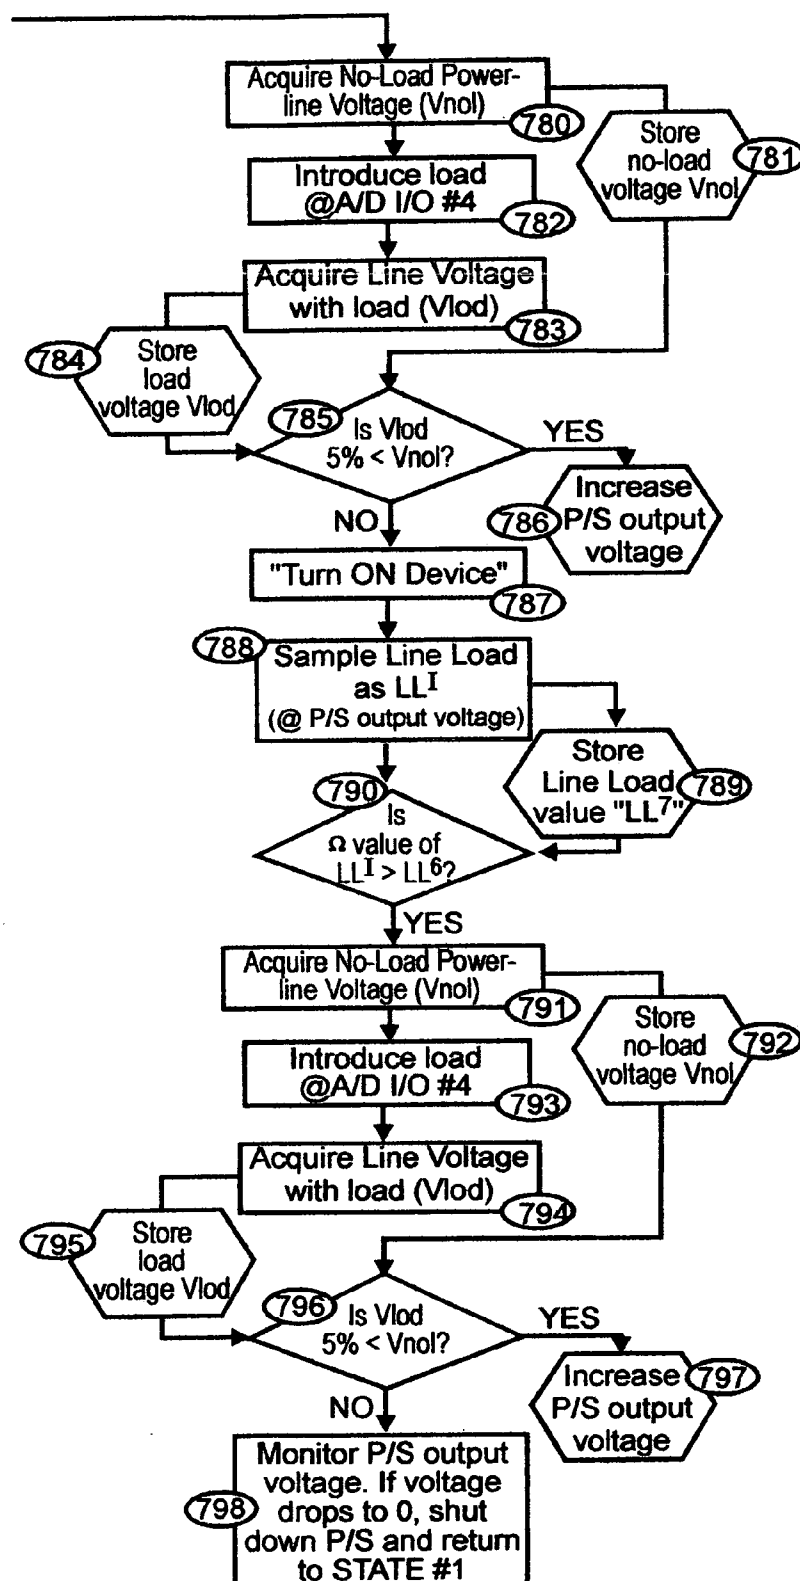 Acquire No-Load Power-
line Voltage (Vnol)
780
Store
no-load
voltage Vnol
781
Introduce load
@A/D I/O #4
782
Acquire Line Voltage
with load (Vlod)
783
784
Store
load
voltage Vlod
785
Is Vlod
5% < Vnol?
YES
Increase
P/S output
voltage
786
NO
"Turn ON Device"
787
788
Sample Line Load
as LLᴵ
(@ P/S output voltage)
Store
Line Load
value "LL⁷"
789
790
Is
Ω value of
LLᴵ > LL⁶?
YES
Acquire No-Load Power-
line Voltage (Vnol)
791
Store
no-load
voltage Vnol
792
Introduce load
@A/D I/O #4
793
Acquire Line Voltage
with load (Vlod)
794
795
Store
load
voltage Vlod
796
Is Vlod
5% < Vnol?
YES
Increase
P/S output
voltage
797
NO
Monitor P/S output
voltage. If voltage
drops to 0, shut
down P/S and return
to STATE #1
798